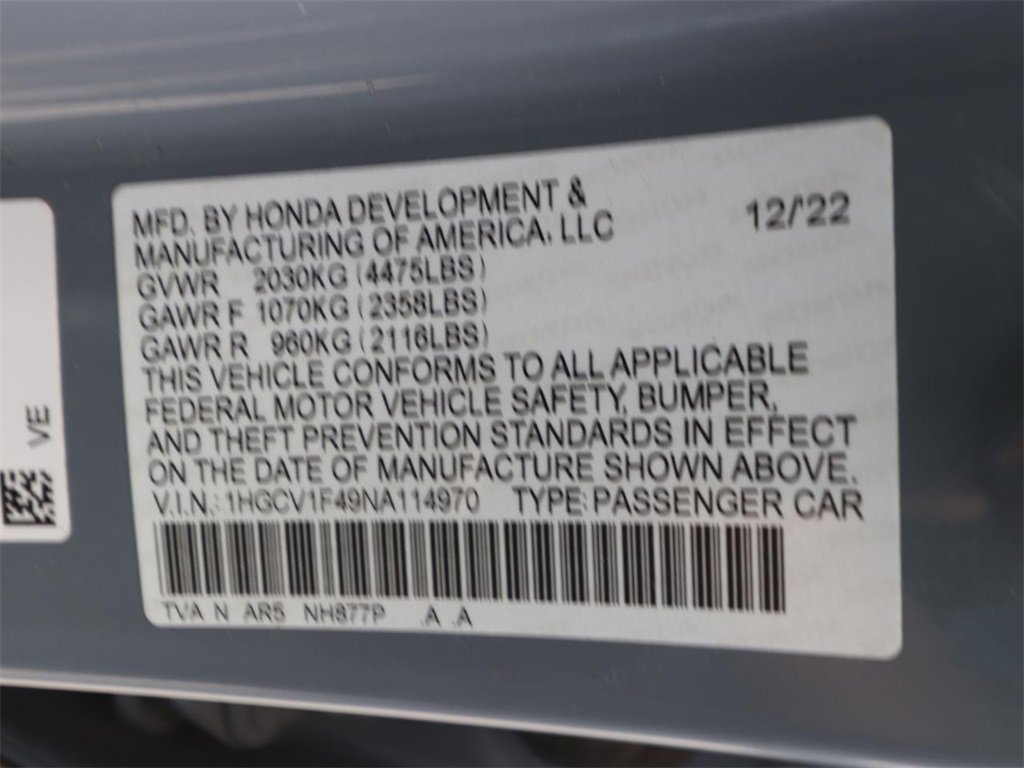 MFD. BY HONDA DEVELOPMENT &
MANUFACTURING OF AMERICA, LLC
12/'22
GVWR 2030KG (4475LBS)
GAWR F 1070KG (2358LBS)
GAWR R 960KG (2116LBS)
THIS VEHICLE CONFORMS TO ALL APPLICABLE
FEDERAL MOTOR VEHICLE SAFETY, BUMPER,
AND THEFT PREVENTION STANDARDS IN EFFECT
ON THE DATE OF MANUFACTURE SHOWN ABOVE.
V.I.N.: 1HGCV1F49NA114970 TYPE: PASSENGER CAR
TVA N AR5 NH877P .A .A
VE